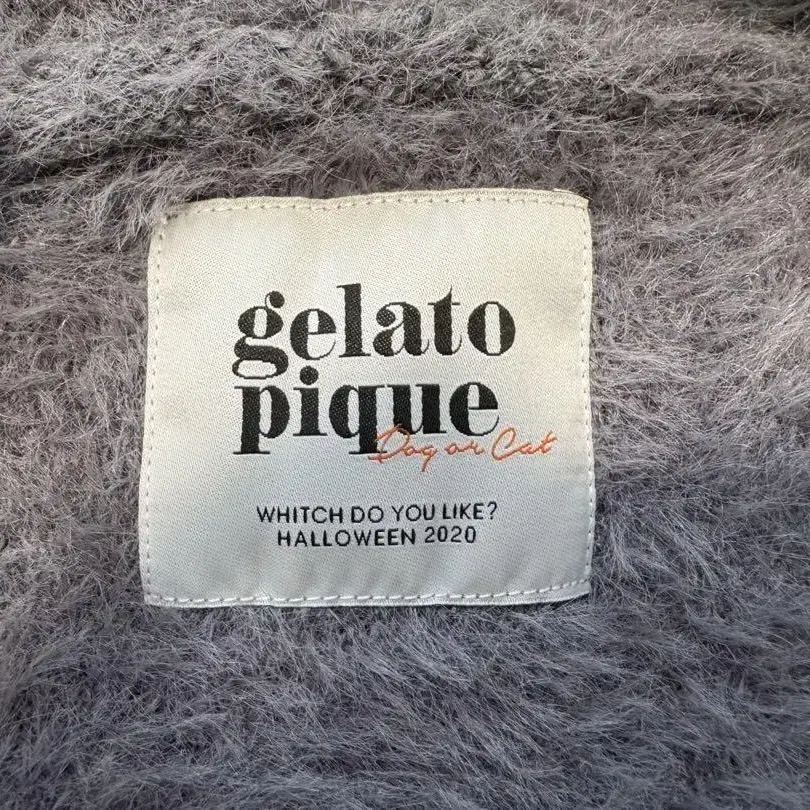 gelato
pique
Dog or Cat
WHITCH DO YOU LIKE?
HALLOWEEN 2020